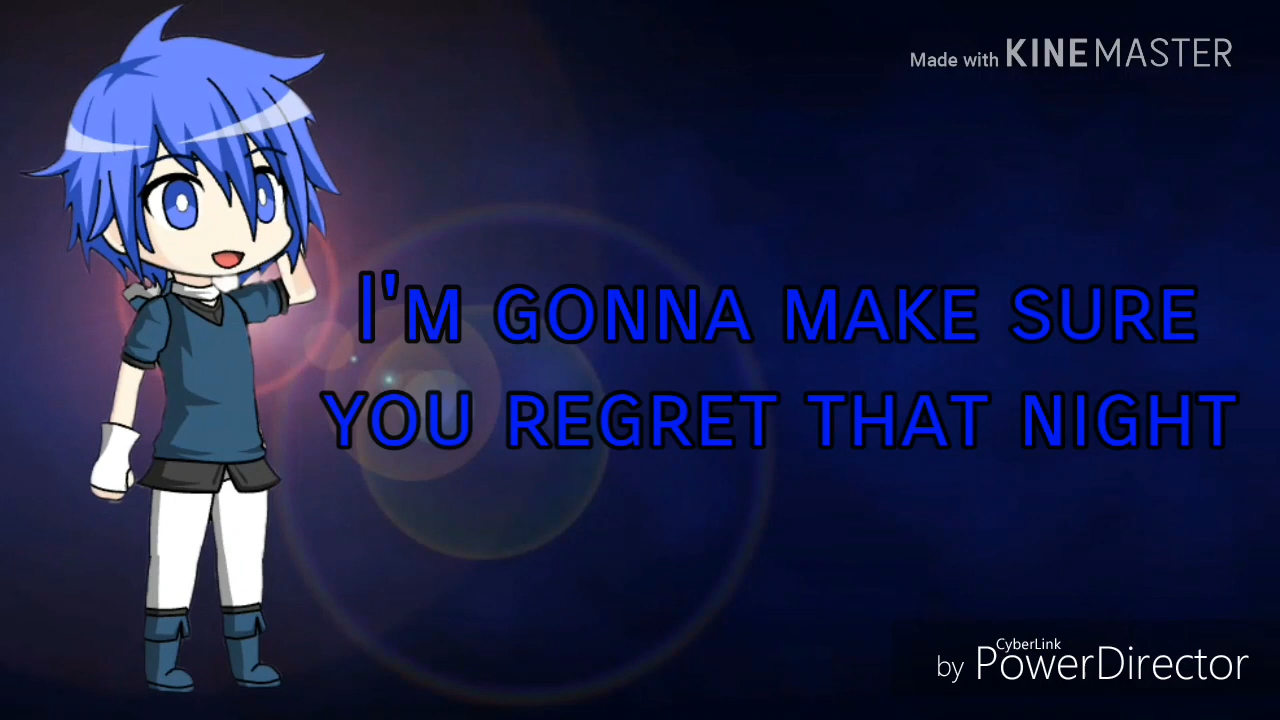 Made with KINEMASTER
I'm gonna make sure
you regret that night
CyberLink
by PowerDirector